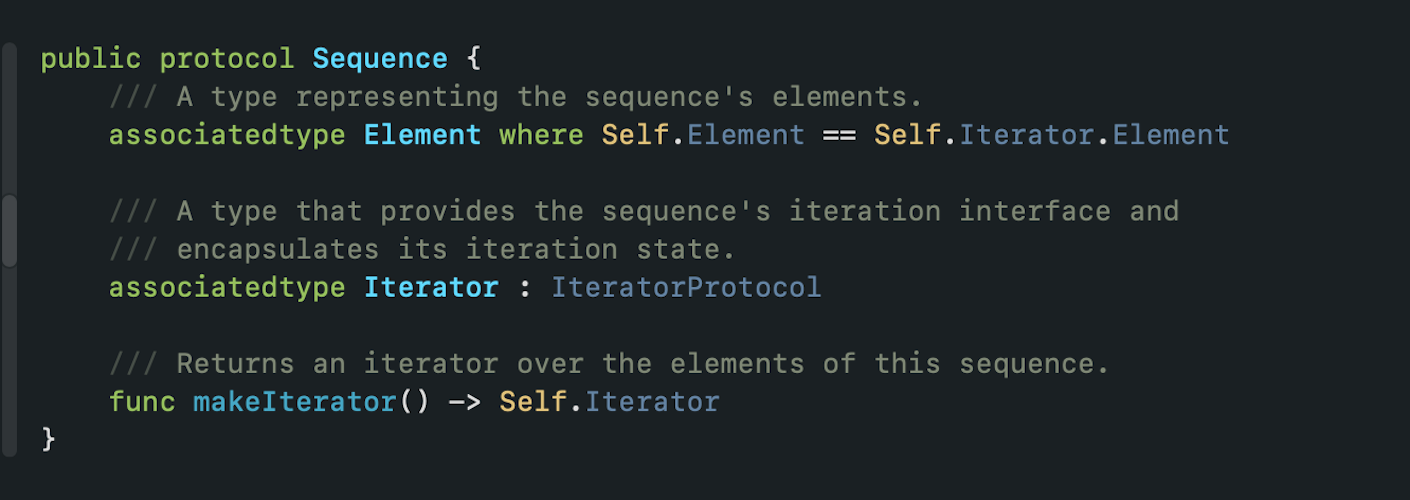 public protocol Sequence {
    /// A type representing the sequence's elements.
    associatedtype Element where Self.Element == Self.Iterator.Element

    /// A type that provides the sequence's iteration interface and
    /// encapsulates its iteration state.
    associatedtype Iterator : IteratorProtocol

    /// Returns an iterator over the elements of this sequence.
    func makeIterator() -> Self.Iterator
}